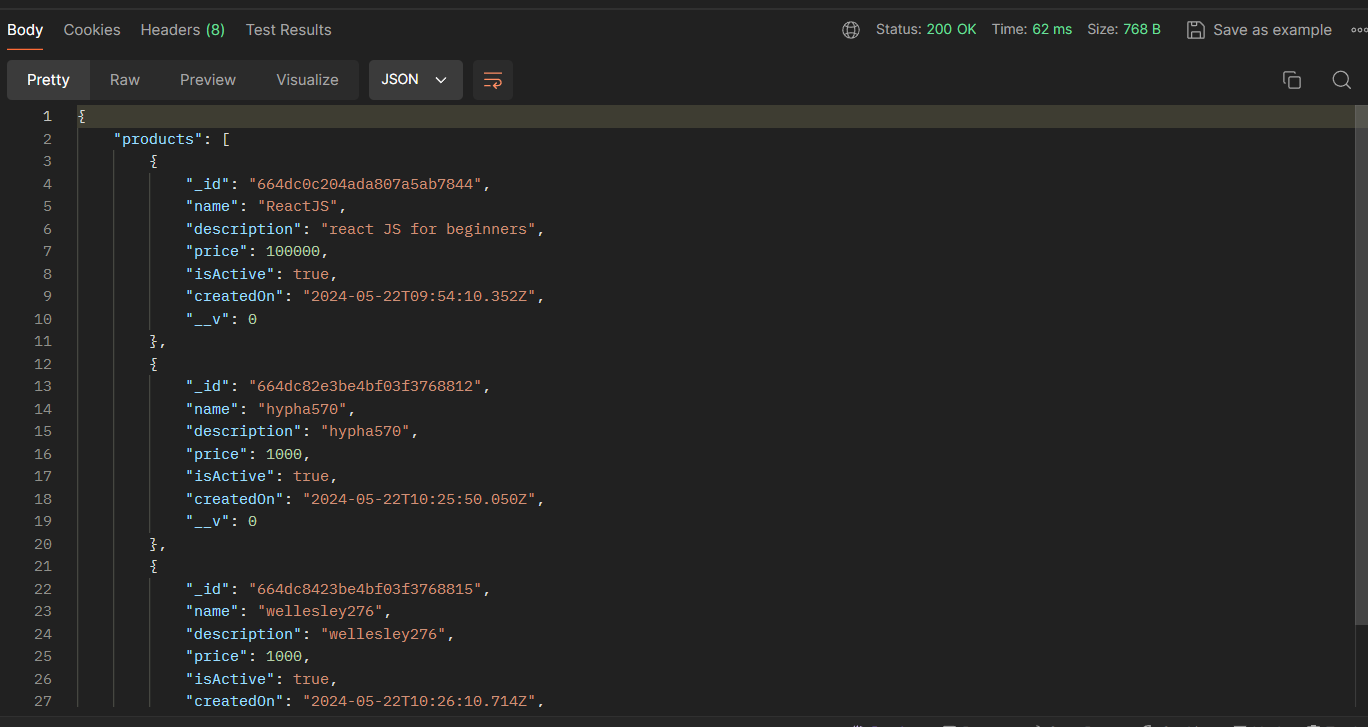 Body Cookies Headers (8) Test Results Status: 200 OK Time: 62 ms Size: 768 B Save as example
Pretty Raw Preview Visualize JSON
1 {
2 "products": [
3 {
4 "_id": "664dc0c204ada807a5ab7844",
5 "name": "ReactJS",
6 "description": "react JS for beginners",
7 "price": 100000,
8 "isActive": true,
9 "createdOn": "2024-05-22T09:54:10.352Z",
10 "__v": 0
11 },
12 {
13 "_id": "664dc82e3be4bf03f3768812",
14 "name": "hypha570",
15 "description": "hypha570",
16 "price": 1000,
17 "isActive": true,
18 "createdOn": "2024-05-22T10:25:50.050Z",
19 "__v": 0
20 },
21 {
22 "_id": "664dc8423be4bf03f3768815",
23 "name": "wellesley276",
24 "description": "wellesley276",
25 "price": 1000,
26 "isActive": true,
27 "createdOn": "2024-05-22T10:26:10.714Z",